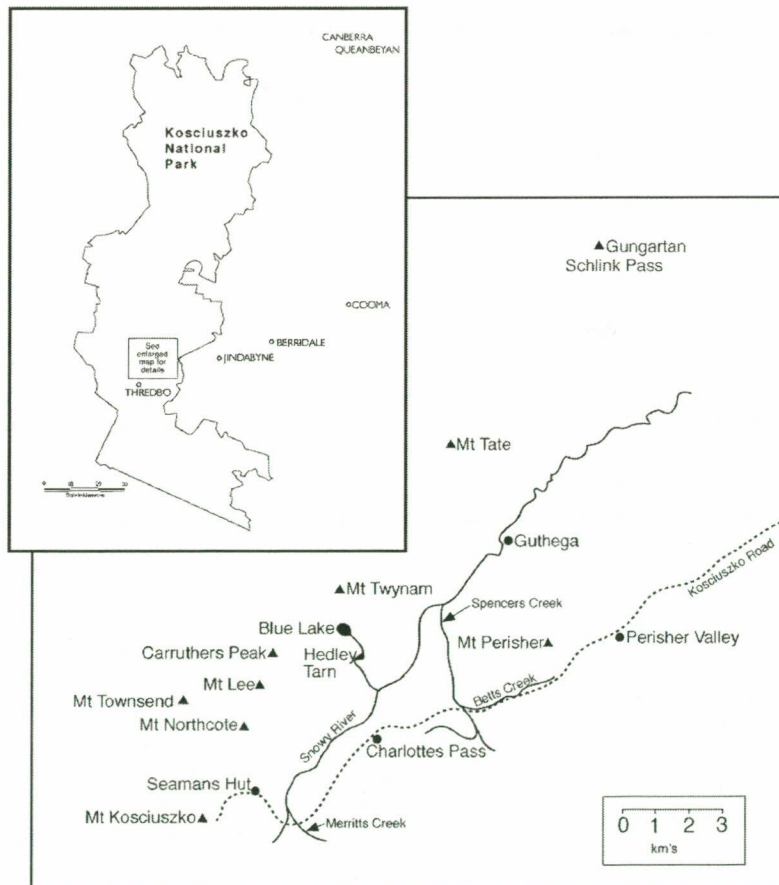 CANBERRA
QUEANBEYAN
Kosciuszko
National
Park
COOMA
BERRIDALE
JINDABYNE
See
enlarged
map for
details
THREDBO
Gungartan
Schlink Pass
Mt Tate
Guthega
Kosciuszko Road
Mt Twynam
Spencers Creek
Blue Lake
Mt Perisher
Perisher Valley
Carruthers Peak
Hedley
Tarn
Mt Lee
Betts Creek
Mt Townsend
Mt Northcote
Snowy River
Charlottes Pass
Seamans Hut
Mt Kosciuszko
Merritts Creek
0 1 2 3
km's